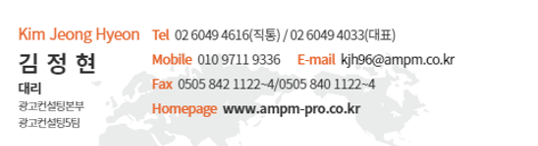 Kim Jeong Hyeon
김 정 현
대리
광고컨설팅본부
광고컨설팅5팀
Tel 02 6049 4616(직통) / 02 6049 4033(대표)
Mobile 010 9711 9336 E-mail kjh96@ampm.co.kr
Fax 0505 842 1122~4/0505 840 1122~4
Homepage www.ampm-pro.co.kr